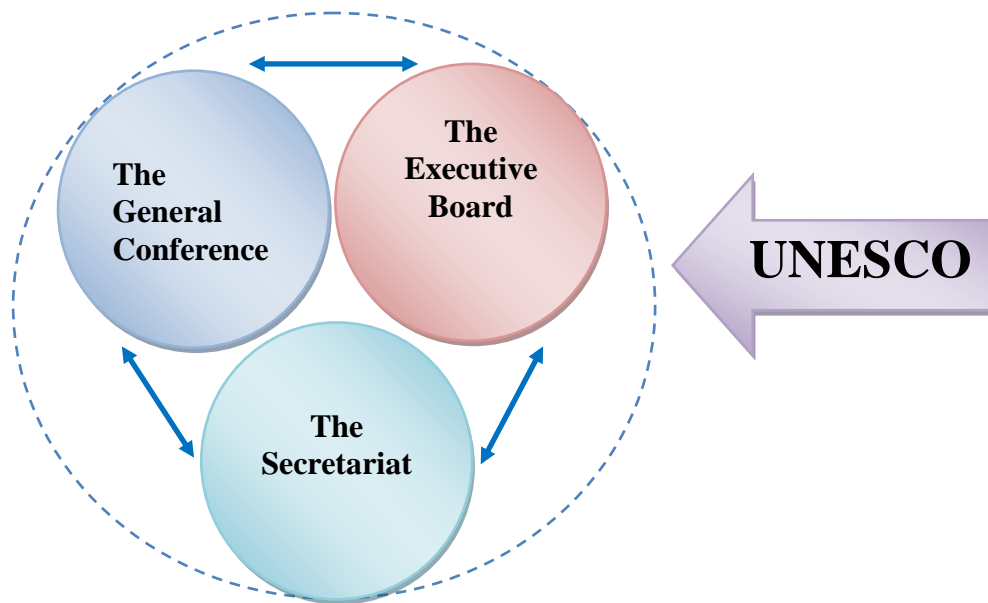 The
General
Conference
The
Executive
Board
UNESCO
The
Secretariat